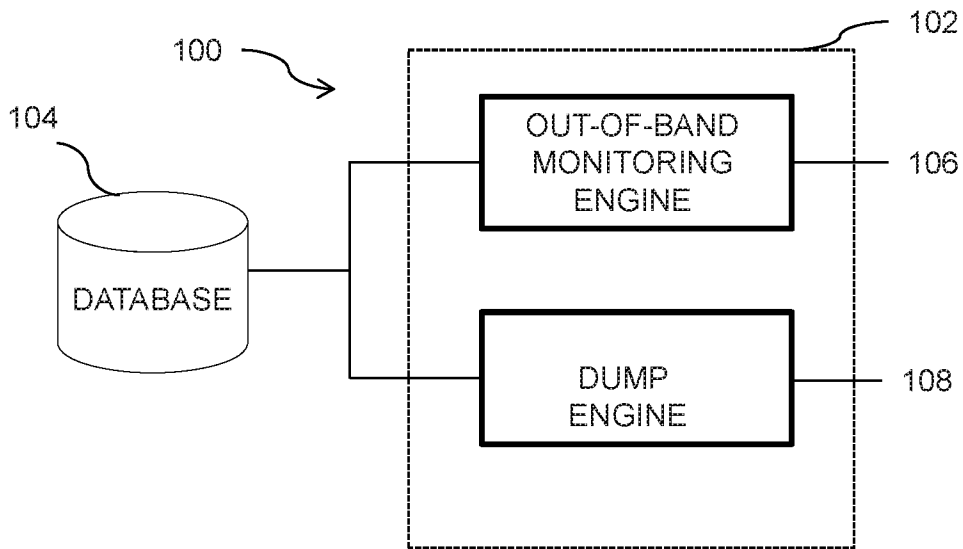 102
100
104
OUT-OF-BAND
MONITORING
ENGINE
106
DATABASE
DUMP
ENGINE
108